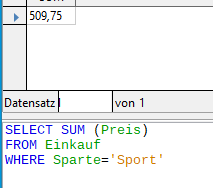 509,75
Datensatz von 1
SELECT SUM (Preis)
FROM Einkauf
WHERE Sparte='Sport'